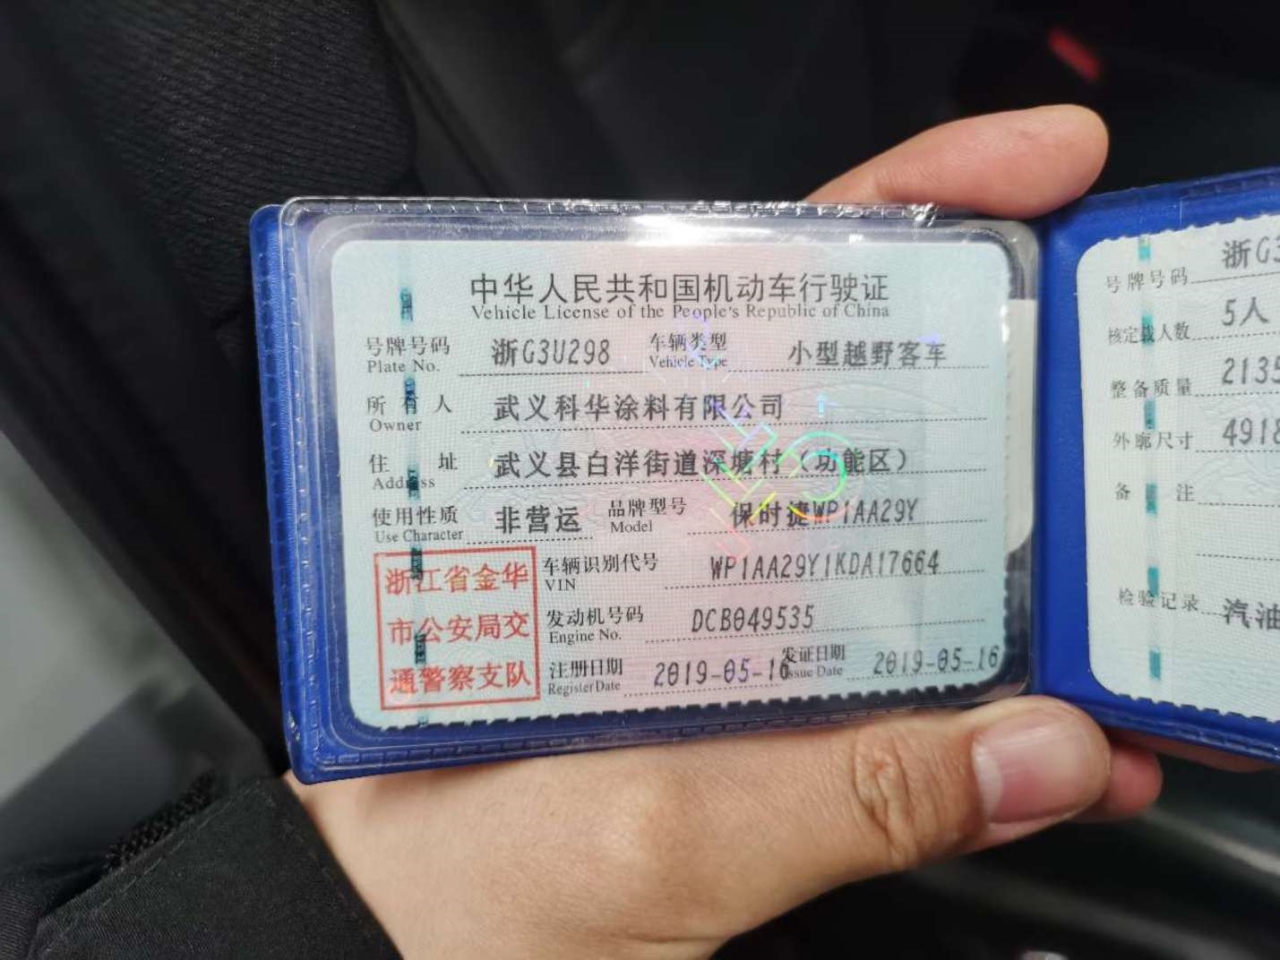 中华人民共和国机动车行驶证
Vehicle License of the People's Republic of China
号牌号码 浙G3U298 车辆类型 小型越野客车
Plate No. Vehicle Type
所有人 武义科华涂料有限公司
Owner
住址 武义县白洋街道深塘村（功能区）
Address
使用性质 非营运 品牌型号 保时捷WP1AA29Y
Use Character Model
浙江省金华
市公安局交
通警察支队
车辆识别代号 WP1AA29Y1KDA17664
VIN
发动机号码 DCB049535
Engine No.
注册日期 2019-05-16 发证日期 2019-05-16
Register Date Issue Date
号牌号码 浙G3
核定载人数 5人
整备质量 2135
外廓尺寸 4918
备注
检验记录 汽油